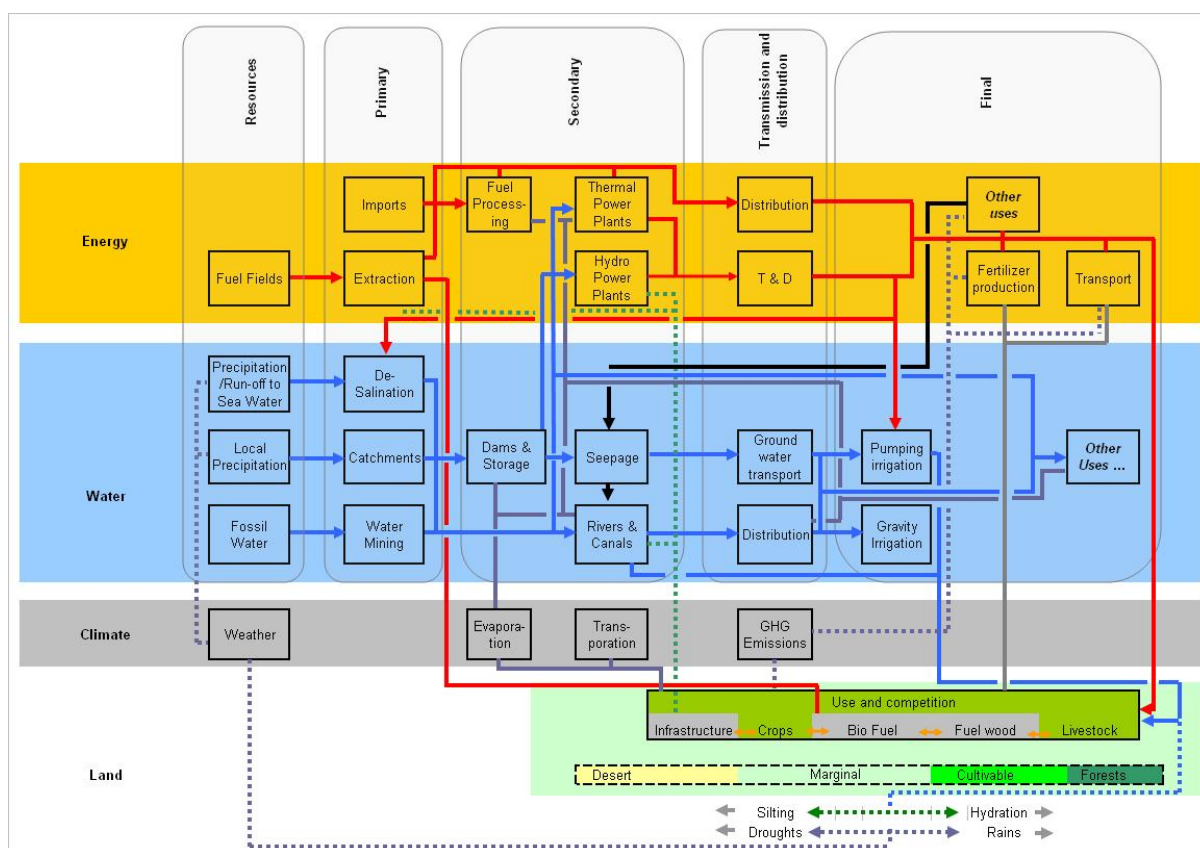 Resources
Primary
Secondary
Transmission and
distribution
Final
Energy
Imports
Fuel
Process-
ing
Thermal
Power
Plants
Distribution
Other
uses
Fuel Fields
Extraction
Hydro
Power
Plants
T & D
Fertilizer
production
Transport
Water
Precipitation
/Run-off to
Sea Water
De-
Salination
Local
Precipitation
Catchments
Dams &
Storage
Seepage
Ground
water
transport
Pumping
irrigation
Other
Uses ...
Fossil
Water
Water
Mining
Rivers &
Canals
Distribution
Gravity
Irrigation
Climate
Weather
Evapora-
tion
Trans-
poration
GHG
Emissions
Land
Use and competition
Infrastructure
Crops
Bio Fuel
Fuel wood
Livestock
Desert
Marginal
Cultivable
Forests
Silting
Hydration
Droughts
Rains